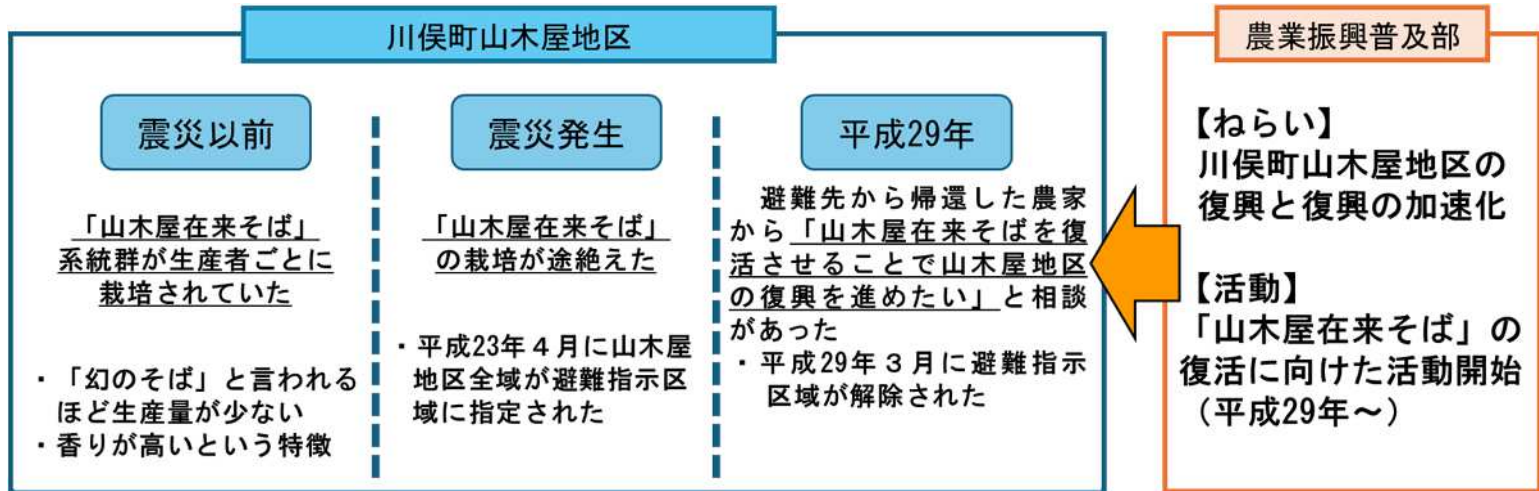 川俣町山木屋地区
震災以前
「山木屋在来そば」
系統群が生産者ごとに
栽培されていた
・「幻のそば」と言われる
ほど生産量が少ない
・香りが高いという特徴
震災発生
「山木屋在来そば」
の栽培が途絶えた
・平成23年4月に山木屋
地区全域が避難指示区
域に指定された
平成29年
避難先から帰還した農家
から「山木屋在来そばを復
活させることで山木屋地区
の復興を進めたい」と相談
があった
・平成29年3月に避難指示
区域が解除された
農業振興普及部
【ねらい】
川俣町山木屋地区の
復興と復興の加速化
【活動】
「山木屋在来そば」の
復活に向けた活動開始
（平成29年～）